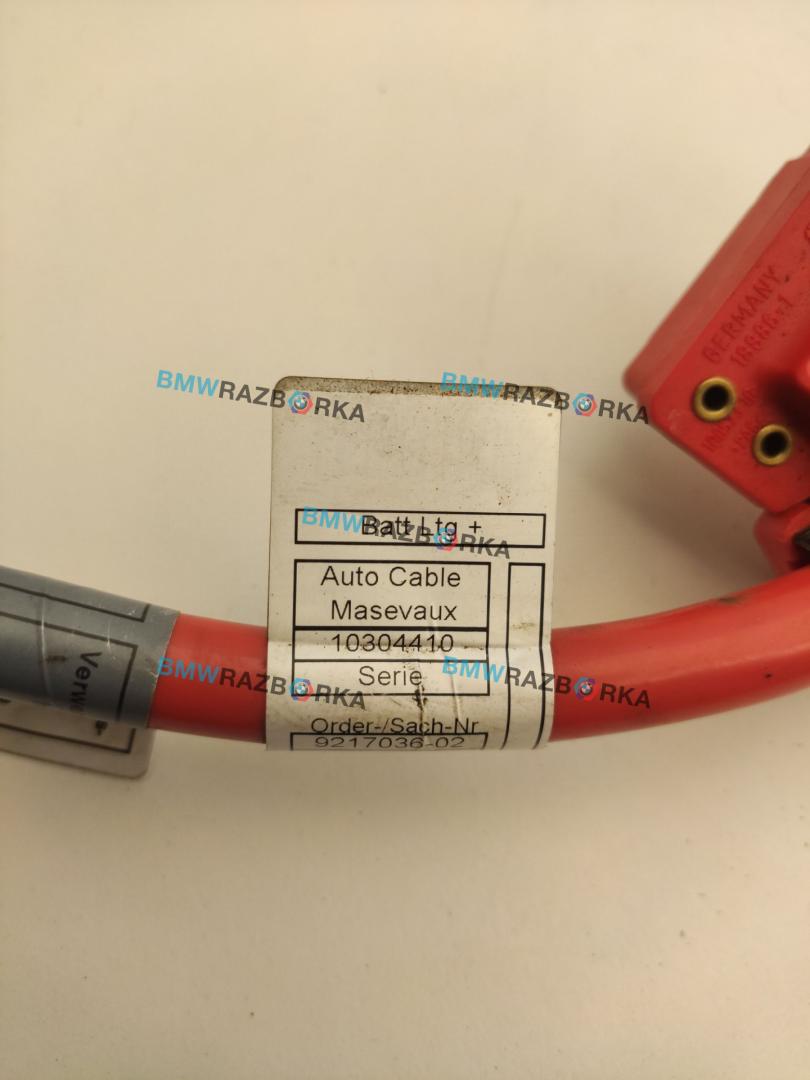 GERMANY
BMWRAZBORKA
BMWRAZBORKA
BMWRAZBORKA
Batt Ltg +
Auto Cable
Masevaux
10304410
Serie
BMWRAZBORKA
BMWRAZBORKA
Order-/Sach-Nr
9217036-02
Verw